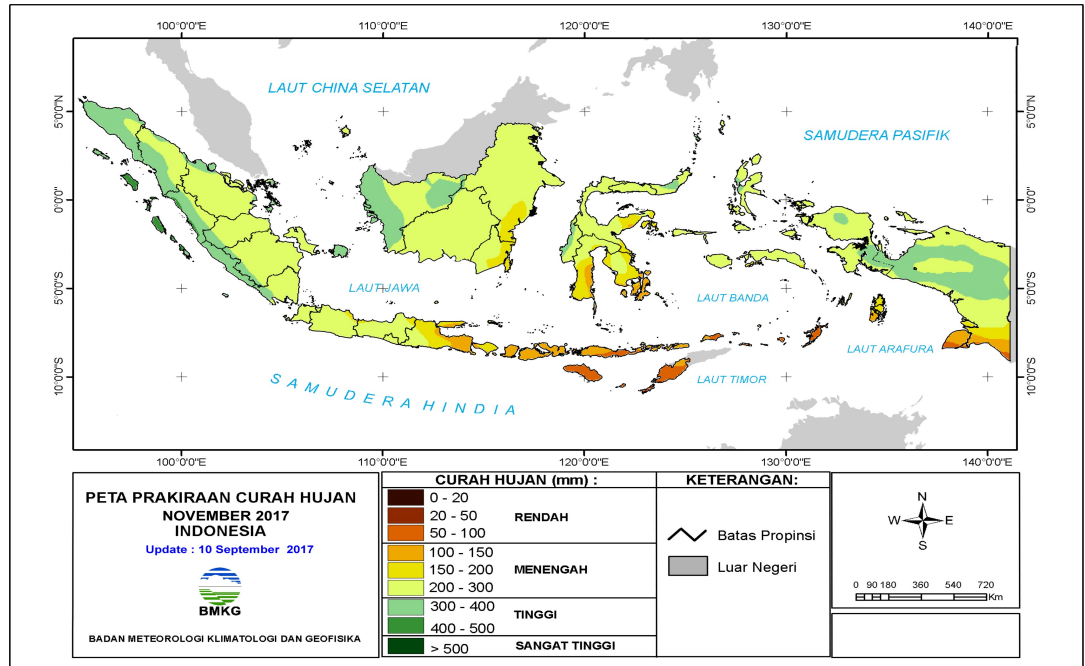 100°0'0"E 110°0'0"E 120°0'0"E 130°0'0"E 140°0'0"E
LAUT CHINA SELATAN
5°0'0"N 5°0'0"N
SAMUDERA PASIFIK
0°0'0" 0°0'0"
LAUT JAWA
5°0'0"S 5°0'0"S
LAUT BANDA
LAUT ARAFURA
10°0'0"S 10°0'0"S
LAUT TIMOR
SAMUDERA HINDIA
100°0'0"E 110°0'0"E 120°0'0"E 130°0'0"E 140°0'0"E
PETA PRAKIRAAN CURAH HUJAN
NOVEMBER 2017
INDONESIA
Update : 10 September 2017
BMKG
BADAN METEOROLOGI KLIMATOLOGI DAN GEOFISIKA
CURAH HUJAN (mm) :
0 - 20
20 - 50 RENDAH
50 - 100
100 - 150
150 - 200 MENENGAH
200 - 300
300 - 400 TINGGI
400 - 500
> 500 SANGAT TINGGI
KETERANGAN:
Batas Propinsi
Luar Negeri
N
W E
S
0 90 180 360 540 720
Km